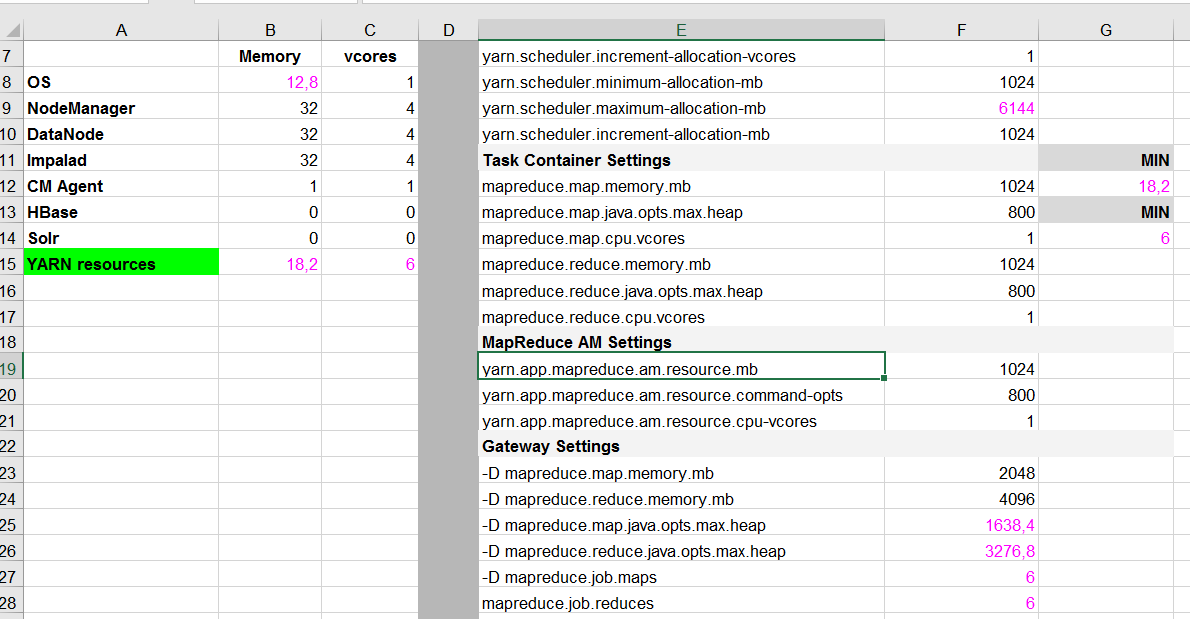 A B C D E F G
7 Memory vcores yarn.scheduler.increment-allocation-vcores 1
8 OS 12,8 1 yarn.scheduler.minimum-allocation-mb 1024
9 NodeManager 32 4 yarn.scheduler.maximum-allocation-mb 6144
10 DataNode 32 4 yarn.scheduler.increment-allocation-mb 1024
11 Impalad 32 4 Task Container Settings MIN
12 CM Agent 1 1 mapreduce.map.memory.mb 1024 18,2
13 HBase 0 0 mapreduce.map.java.opts.max.heap 800 MIN
14 Solr 0 0 mapreduce.map.cpu.vcores 1 6
15 YARN resources 18,2 6 mapreduce.reduce.memory.mb 1024
16 mapreduce.reduce.java.opts.max.heap 800
17 mapreduce.reduce.cpu.vcores 1
18 MapReduce AM Settings
19 yarn.app.mapreduce.am.resource.mb 1024
20 yarn.app.mapreduce.am.resource.command-opts 800
21 yarn.app.mapreduce.am.resource.cpu-vcores 1
22 Gateway Settings
23 -D mapreduce.map.memory.mb 2048
24 -D mapreduce.reduce.memory.mb 4096
25 -D mapreduce.map.java.opts.max.heap 1638,4
26 -D mapreduce.reduce.java.opts.max.heap 3276,8
27 -D mapreduce.job.maps 6
28 mapreduce.job.reduces 6